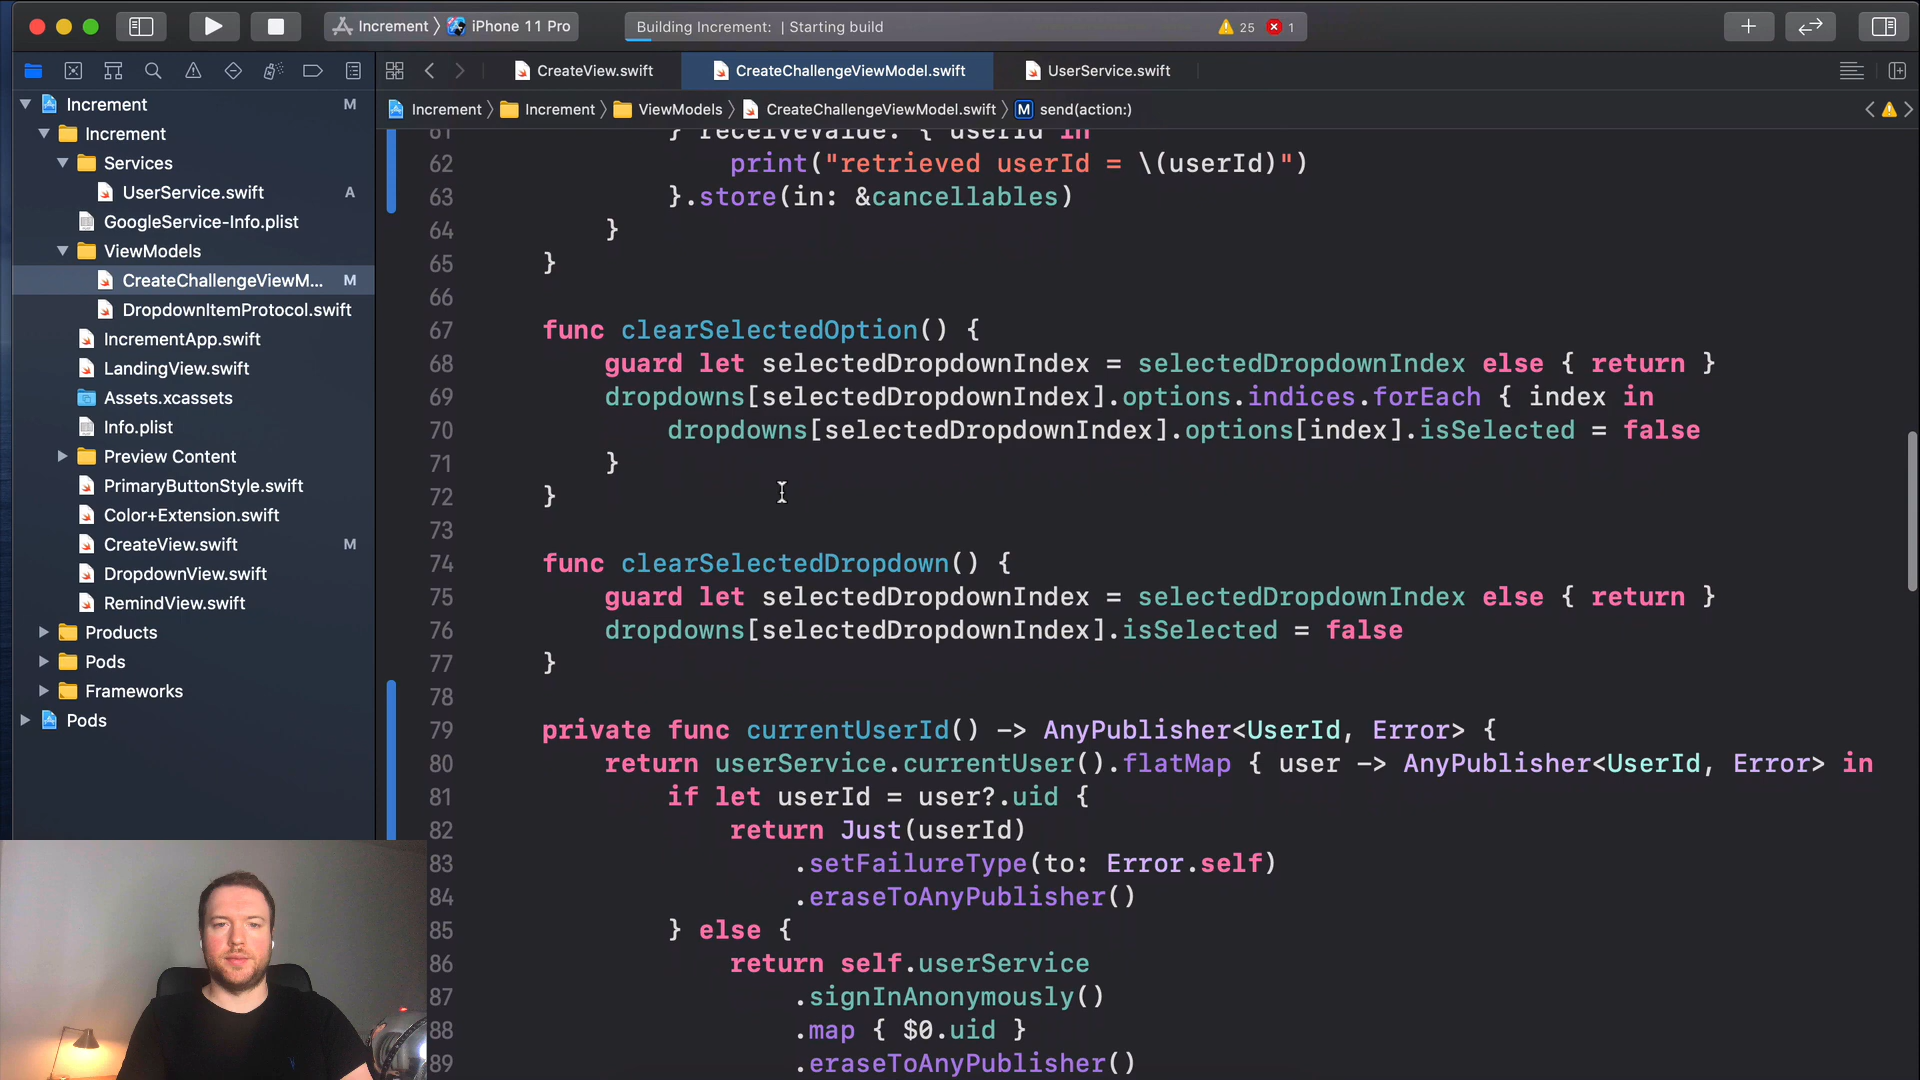 Increment
iPhone 11 Pro
Building Increment: | Starting build
25
1
CreateView.swift
CreateChallengeViewModel.swift
UserService.swift
Increment
Increment
ViewModels
CreateChallengeViewModel.swift
M
send(action:)
Increment M
Increment
Services
UserService.swift A
GoogleService-Info.plist
ViewModels
CreateChallengeViewM... M
DropdownItemProtocol.swift
IncrementApp.swift
LandingView.swift
Assets.xcassets
Info.plist
Preview Content
PrimaryButtonStyle.swift
Color+Extension.swift
CreateView.swift M
DropdownView.swift
RemindView.swift
Products
Pods
Frameworks
Pods
61 } receiveValue: { userId in
62 print("retrieved userId = \(userId)")
63 }.store(in: &cancellables)
64 }
65 }
66
67 func clearSelectedOption() {
68 guard let selectedDropdownIndex = selectedDropdownIndex else { return }
69 dropdowns[selectedDropdownIndex].options.indices.forEach { index in
70 dropdowns[selectedDropdownIndex].options[index].isSelected = false
71 }
72 }
73
74 func clearSelectedDropdown() {
75 guard let selectedDropdownIndex = selectedDropdownIndex else { return }
76 dropdowns[selectedDropdownIndex].isSelected = false
77 }
78
79 private func currentUserId() -> AnyPublisher<UserId, Error> {
80 return userService.currentUser().flatMap { user -> AnyPublisher<UserId, Error> in
81 if let userId = user?.uid {
82 return Just(userId)
83 .setFailureType(to: Error.self)
84 .eraseToAnyPublisher()
85 } else {
86 return self.userService
87 .signInAnonymously()
88 .map { $0.uid }
89 .eraseToAnyPublisher()